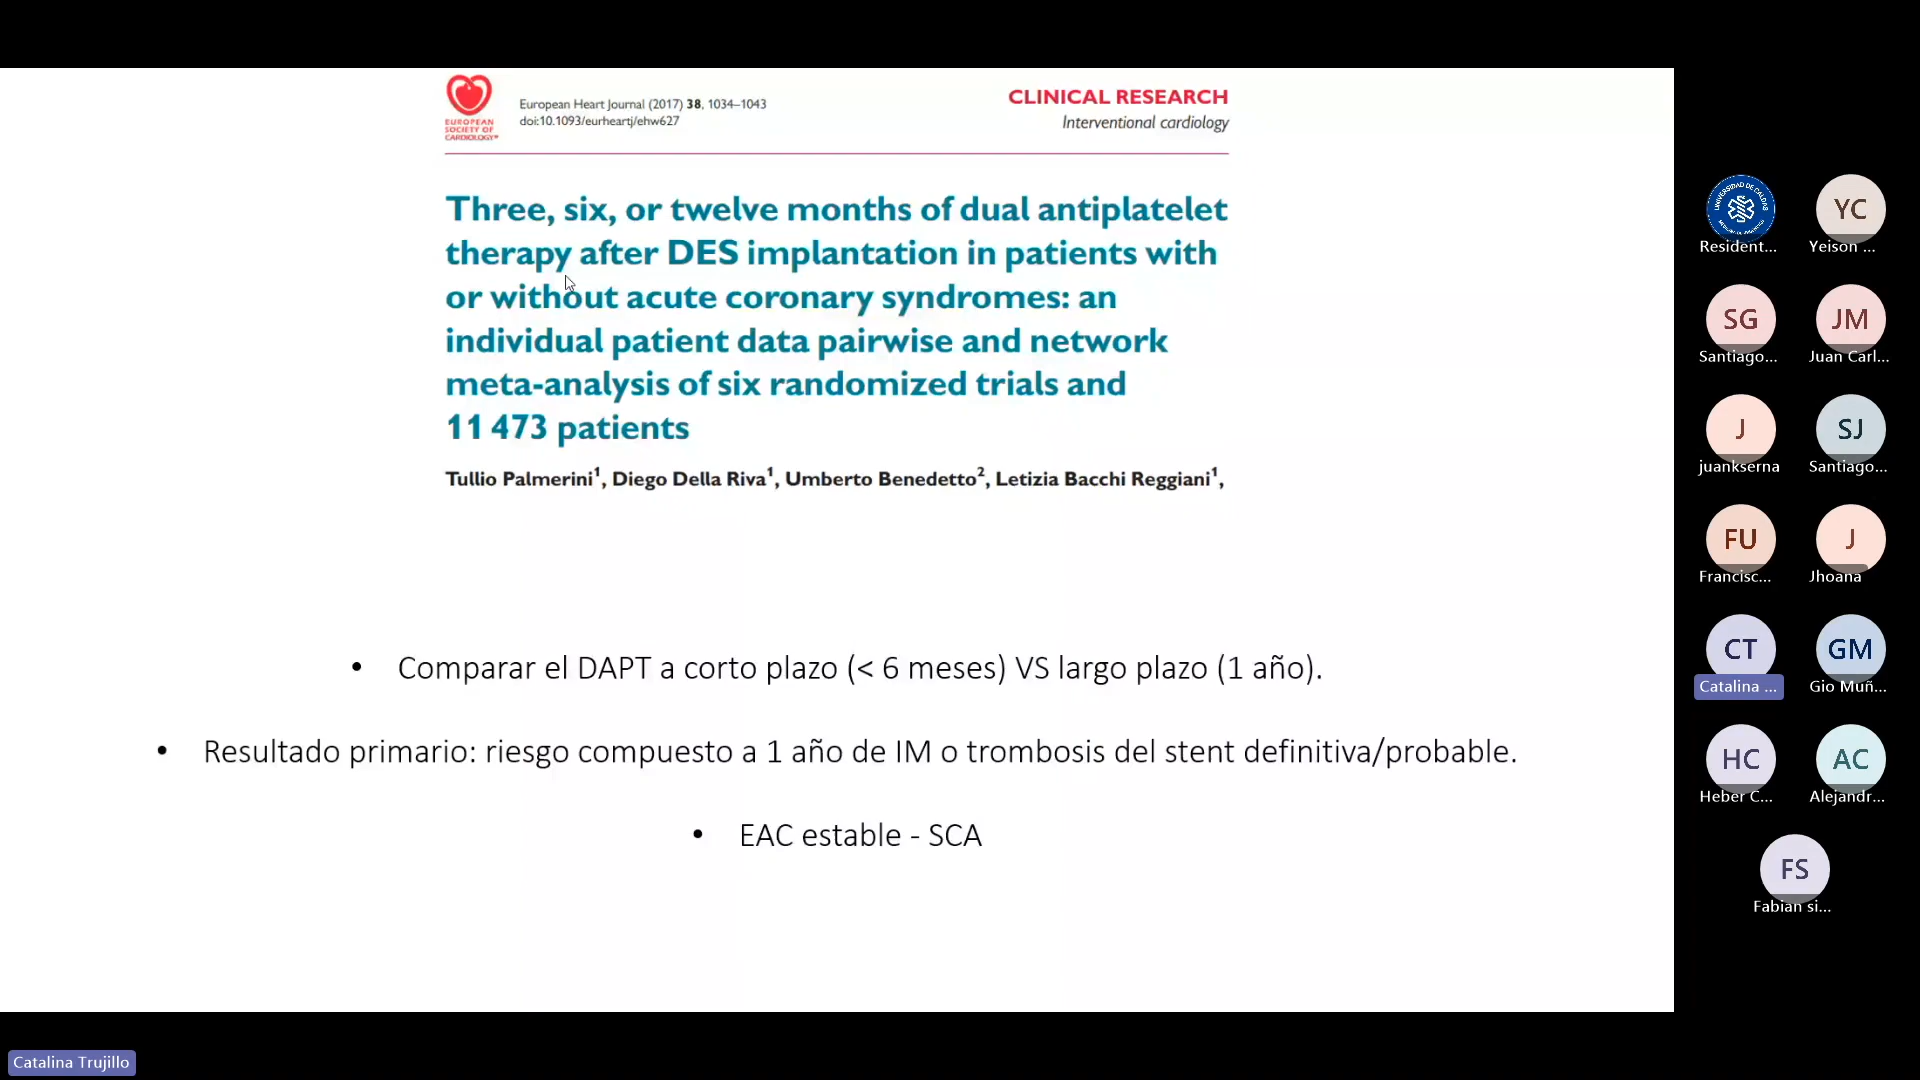 EUROPEAN
SOCIETY OF
CARDIOLOGY®
European Heart Journal (2017) 38, 1034–1043
doi:10.1093/eurheartj/ehw627
CLINICAL RESEARCH
Interventional cardiology
Three, six, or twelve months of dual antiplatelet
therapy after DES implantation in patients with
or without acute coronary syndromes: an
individual patient data pairwise and network
meta-analysis of six randomized trials and
11 473 patients
Tullio Palmerini1, Diego Della Riva1, Umberto Benedetto2, Letizia Bacchi Reggiani1,
• Comparar el DAPT a corto plazo (< 6 meses) VS largo plazo (1 año).
• Resultado primario: riesgo compuesto a 1 año de IM o trombosis del stent definitiva/probable.
• EAC estable - SCA
UNIVERSIDAD DE CALDAS
Resident...
YC
Yeison ...
SG
Santiago...
JM
Juan Carl...
J
juankserna
SJ
Santiago...
FU
Francisc...
J
Jhoana
CT
Catalina ...
GM
Gio Muñ...
HC
Heber C...
AC
Alejandr...
FS
Fabian si...
Catalina Trujillo